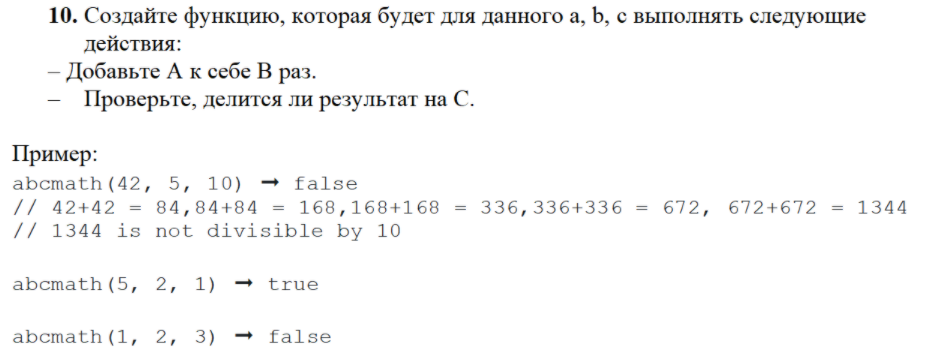 10. Создайте функцию, которая будет для данного a, b, c выполнять следующие
действия:
– Добавьте А к себе В раз.
– Проверьте, делится ли результат на С.
Пример:
abcmath(42, 5, 10) ➞ false
// 42+42 = 84,84+84 = 168,168+168 = 336,336+336 = 672, 672+672 = 1344
// 1344 is not divisible by 10
abcmath(5, 2, 1) ➞ true
abcmath(1, 2, 3) ➞ false